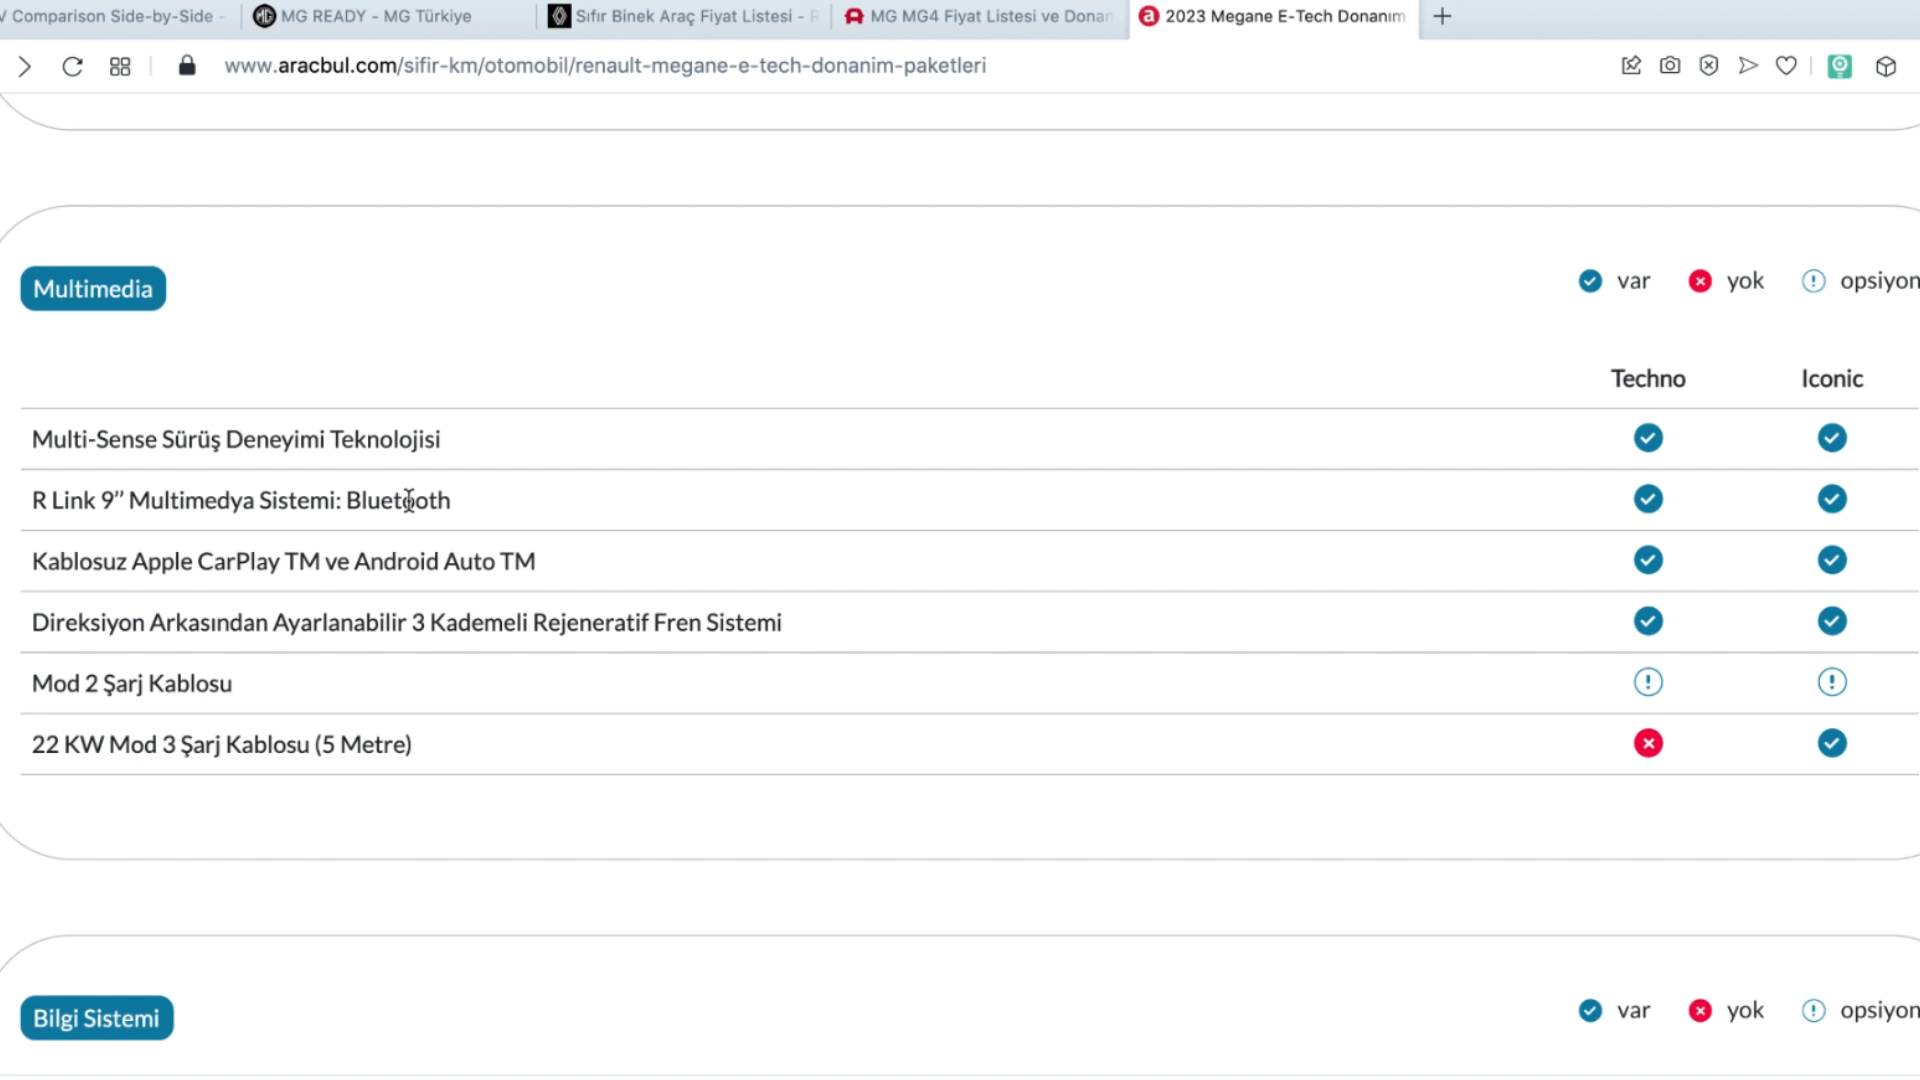 V Comparison Side-by-Side -
MG READY - MG Türkiye
Sıfır Binek Araç Fiyat Listesi - R
MG MG4 Fiyat Listesi ve Donan
2023 Megane E-Tech Donanım
www.aracbul.com/sifir-km/otomobil/renault-megane-e-tech-donanim-paketleri
Multimedia
var yok opsiyon
Techno Iconic
Multi-Sense Sürüş Deneyimi Teknolojisi
R Link 9’’ Multimedya Sistemi: Bluetooth
Kablosuz Apple CarPlay TM ve Android Auto TM
Direksiyon Arkasından Ayarlanabilir 3 Kademeli Rejeneratif Fren Sistemi
Mod 2 Şarj Kablosu
22 KW Mod 3 Şarj Kablosu (5 Metre)
Bilgi Sistemi
var yok opsiyon